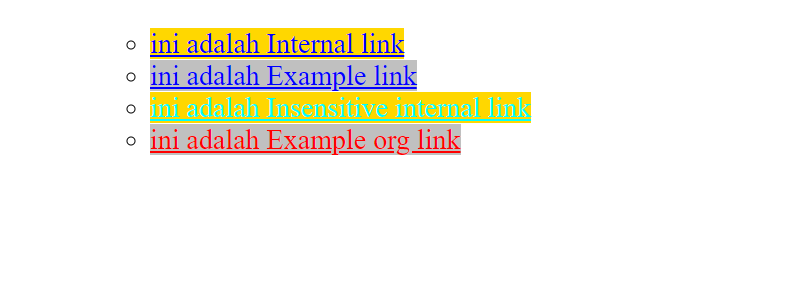 ini adalah Internal link
ini adalah Example link
ini adalah Insensitive internal link
ini adalah Example org link